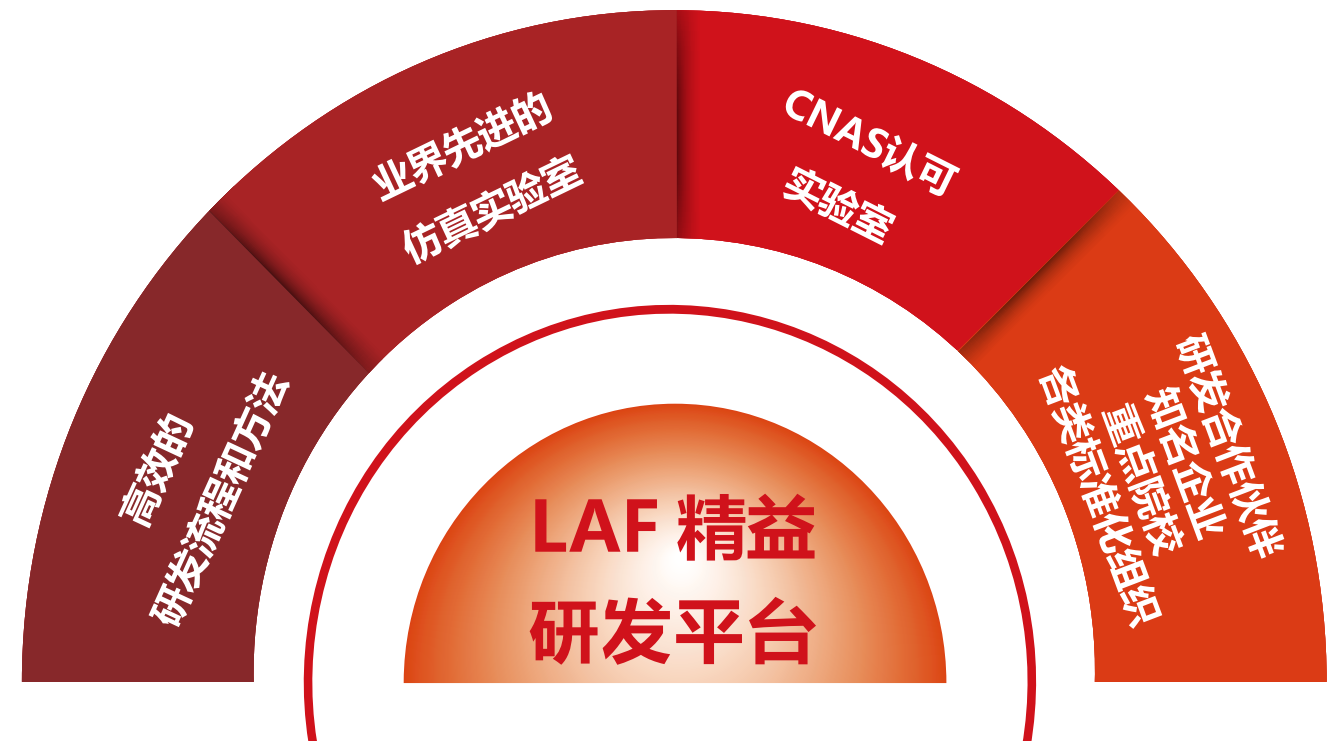 高效的
研发流程和方法
业界先进的
仿真实验室
CNAS认可
实验室
研发合作伙伴
知名企业
重点院校
各类标准化组织
LAF 精益
研发平台